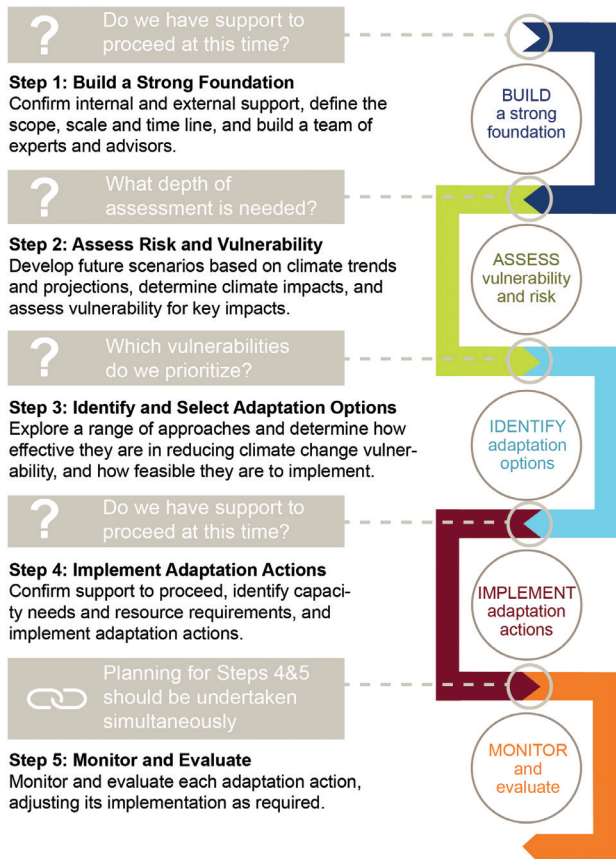 Do we have support to
proceed at this time?
Step 1: Build a Strong Foundation
Confirm internal and external support, define the
scope, scale and time line, and build a team of
experts and advisors.
BUILD
a strong
foundation
What depth of
assessment is needed?
Step 2: Assess Risk and Vulnerability
Develop future scenarios based on climate trends
and projections, determine climate impacts, and
assess vulnerability for key impacts.
ASSESS
vulnerability
and risk
Which vulnerabilities
do we prioritize?
Step 3: Identify and Select Adaptation Options
Explore a range of approaches and determine how
effective they are in reducing climate change vulner-
ability, and how feasible they are to implement.
IDENTIFY
adaptation
options
Do we have support to
proceed at this time?
Step 4: Implement Adaptation Actions
Confirm support to proceed, identify capaci-
ty needs and resource requirements, and
implement adaptation actions.
IMPLEMENT
adaptation
actions
Planning for Steps 4&5
should be undertaken
simultaneously
Step 5: Monitor and Evaluate
Monitor and evaluate each adaptation action,
adjusting its implementation as required.
MONITOR
and
evaluate